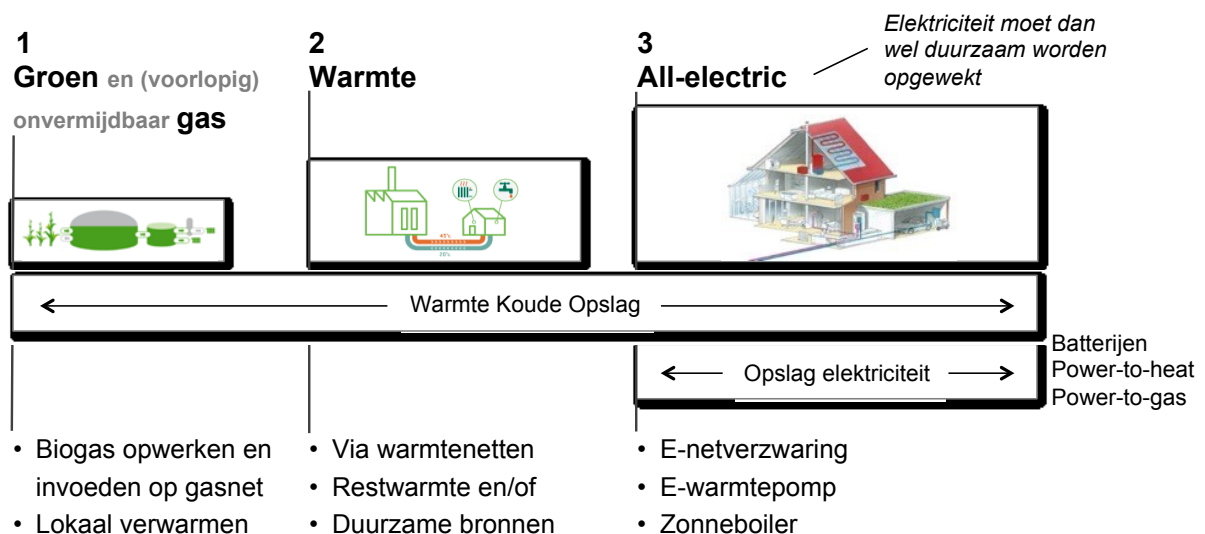 1
Groen en (voorlopig)
onvermijdbaar gas
2
Warmte
3
All-electric
Elektriciteit moet dan
wel duurzaam worden
opgewekt
45°c
20°c
Warmte Koude Opslag
Opslag elektriciteit
Batterijen
Power-to-heat
Power-to-gas
• Biogas opwerken en
invoeden op gasnet
• Lokaal verwarmen
• Via warmtenetten
• Restwarmte en/of
• Duurzame bronnen
• E-netverzwaring
• E-warmtepomp
• Zonneboiler